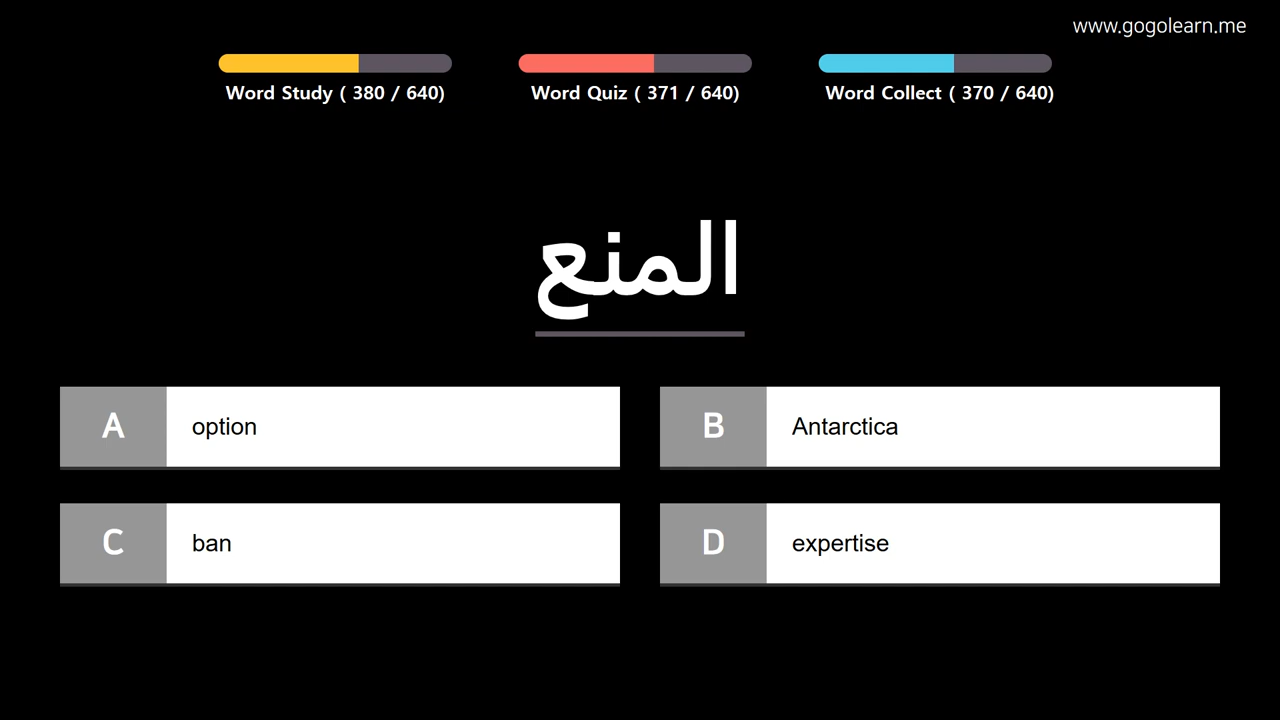 www.gogolearn.me
Word Study ( 380 / 640)
Word Quiz ( 371 / 640)
Word Collect ( 370 / 640)
المنع
A option
B Antarctica
C ban
D expertise